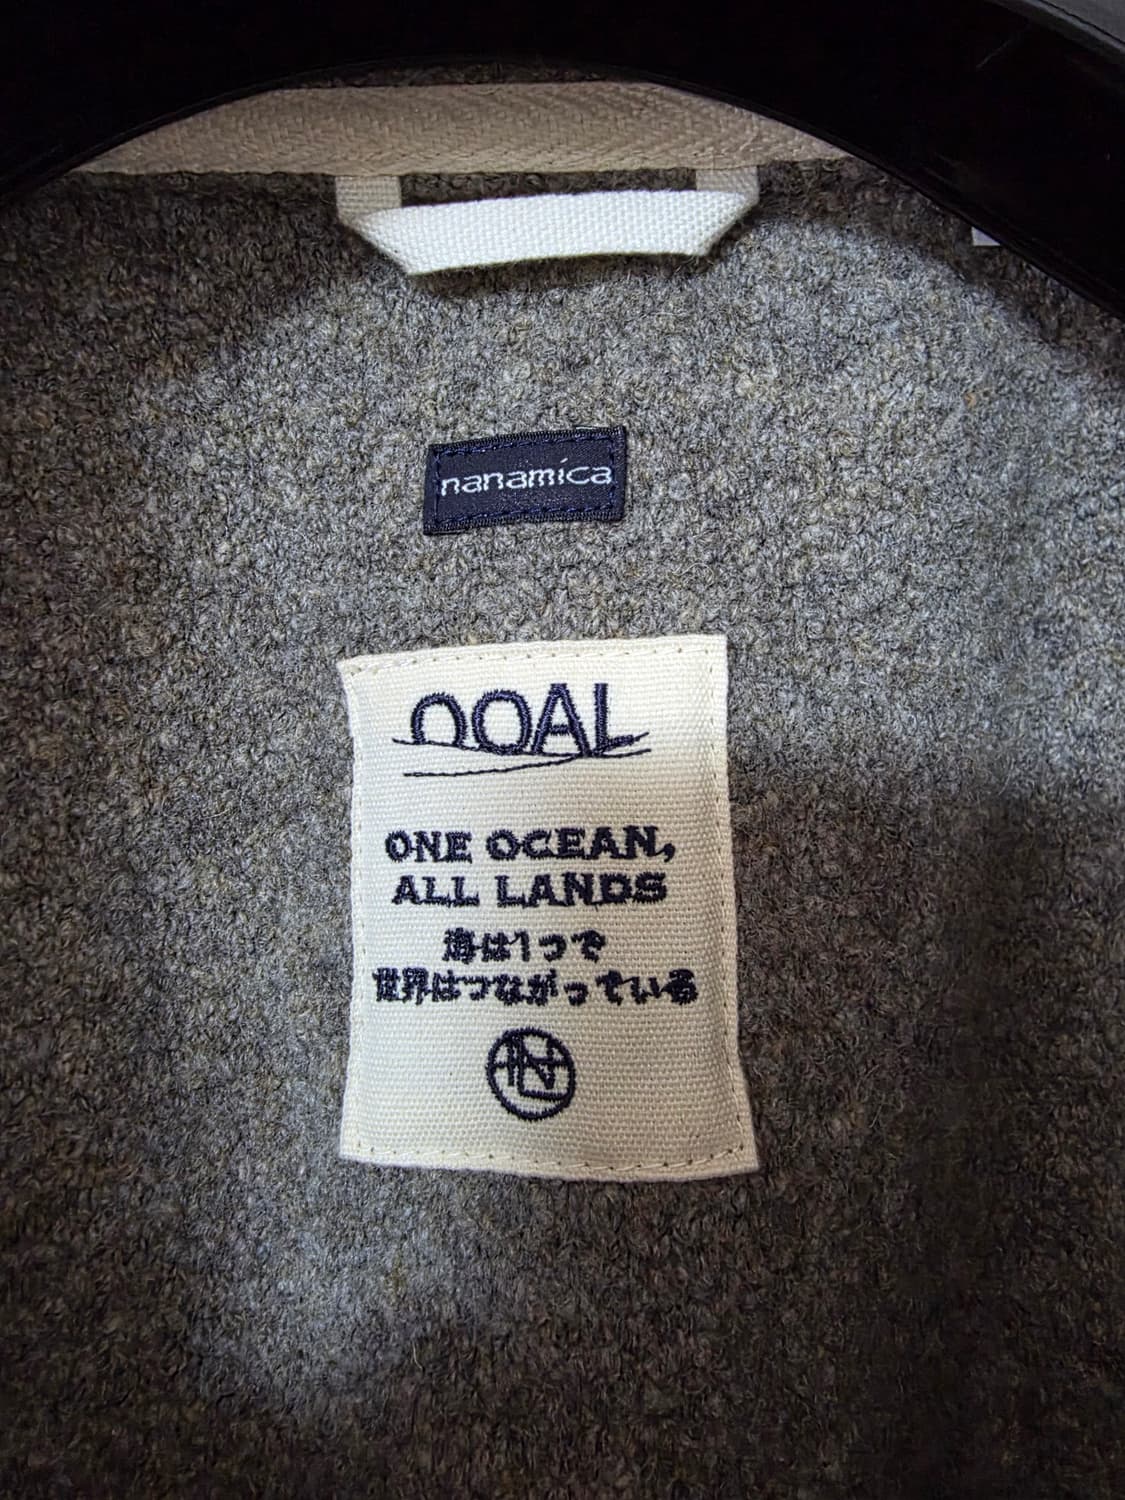 nanamica
OOAL
ONE OCEAN,
ALL LANDS
海は1つで
世界はつながっている